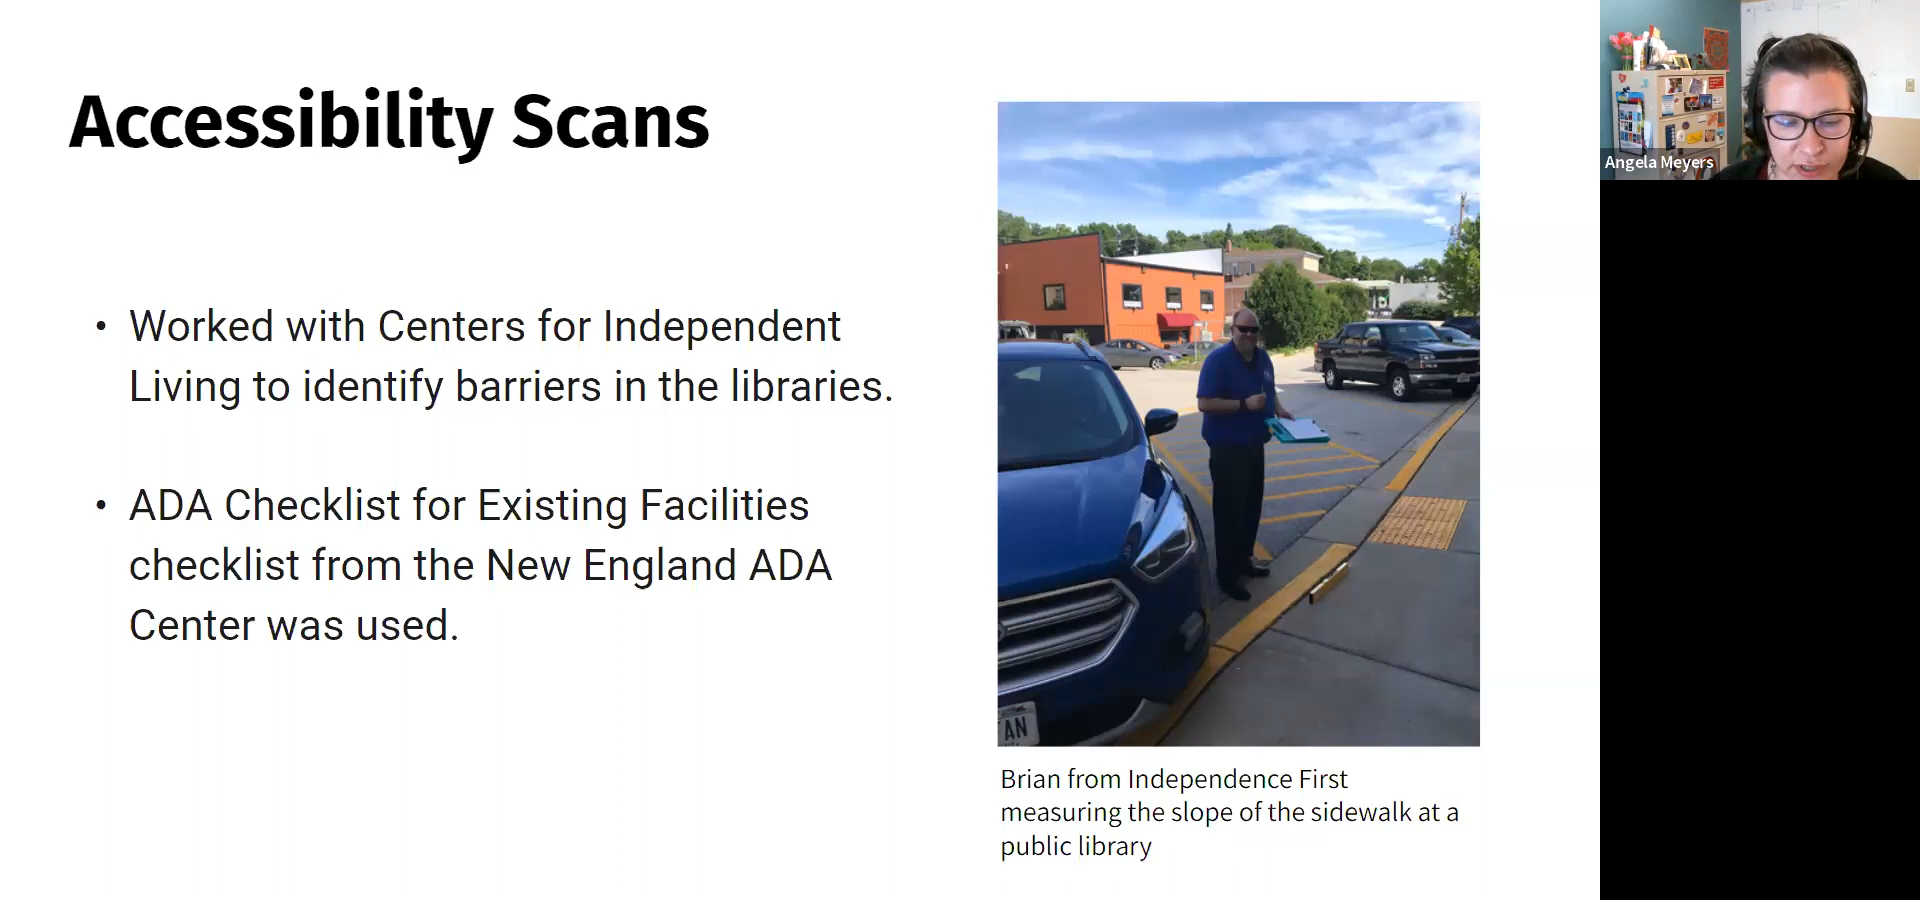 Accessibility Scans
• Worked with Centers for Independent
Living to identify barriers in the libraries.
• ADA Checklist for Existing Facilities
checklist from the New England ADA
Center was used.
AN
Brian from Independence First
measuring the slope of the sidewalk at a
public library
Angela Meyers